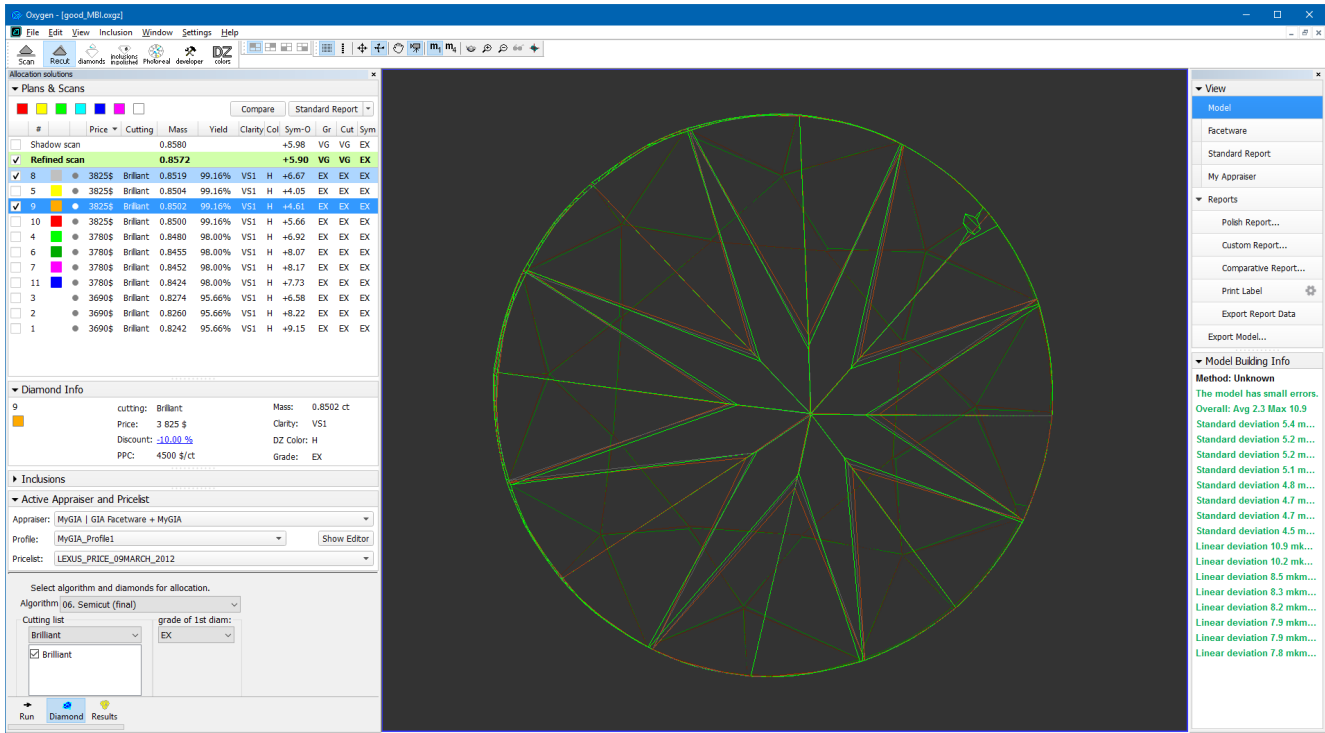 Oxygen - [good_MBI.oxgz]
File Edit View Inclusion Window Settings Help
Scan Recut diamonds inclusions inpolished Photoreal developer DZ colors m₁ m₄
Allocation solutions
Plans & Scans
Compare Standard Report
# Price Cutting Mass Yield Clarity Col Sym-O Gr Cut Sym
Shadow scan 0.8580 +5.98 VG VG EX
Refined scan 0.8572 +5.90 VG VG EX
8 3825$ Brilliant 0.8519 99.16% VS1 H +6.67 EX EX EX
5 3825$ Brilliant 0.8504 99.16% VS1 H +4.05 EX EX EX
9 3825$ Brilliant 0.8502 99.16% VS1 H +4.61 EX EX EX
10 3825$ Brilliant 0.8500 99.16% VS1 H +5.66 EX EX EX
4 3780$ Brilliant 0.8480 98.00% VS1 H +6.92 EX EX EX
6 3780$ Brilliant 0.8455 98.00% VS1 H +8.07 EX EX EX
7 3780$ Brilliant 0.8452 98.00% VS1 H +8.17 EX EX EX
11 3780$ Brilliant 0.8424 98.00% VS1 H +7.73 EX EX EX
3 3690$ Brilliant 0.8274 95.66% VS1 H +6.58 EX EX EX
2 3690$ Brilliant 0.8260 95.66% VS1 H +8.22 EX EX EX
1 3690$ Brilliant 0.8242 95.66% VS1 H +9.15 EX EX EX
Diamond Info
9 cutting: Brilliant Mass: 0.8502 ct
Price: 3 825 $ Clarity: VS1
Discount: -10.00 % DZ Color: H
PPC: 4500 $/ct Grade: EX
Inclusions
Active Appraiser and Pricelist
Appraiser: MyGIA | GIA Facetware + MyGIA
Profile: MyGIA_Profile1 Show Editor
Pricelist: LEXUS_PRICE_09MARCH_2012
Select algorithm and diamonds for allocation.
Algorithm 06. Semicut (final)
Cutting list grade of 1st diam:
Brilliant EX
Brilliant
Run Diamond Results
View
Model
Facetware
Standard Report
My Appraiser
Reports
Polish Report...
Custom Report...
Comparative Report...
Print Label
Export Report Data
Export Model...
Model Building Info
Method: Unknown
The model has small errors.
Overall: Avg 2.3 Max 10.9
Standard deviation 5.4 m...
Standard deviation 5.2 m...
Standard deviation 5.2 m...
Standard deviation 5.1 m...
Standard deviation 4.8 m...
Standard deviation 4.7 m...
Standard deviation 4.7 m...
Standard deviation 4.5 m...
Linear deviation 10.9 mk...
Linear deviation 10.2 mk...
Linear deviation 8.5 mkm...
Linear deviation 8.3 mkm...
Linear deviation 8.2 mkm...
Linear deviation 7.9 mkm...
Linear deviation 7.9 mkm...
Linear deviation 7.8 mkm...